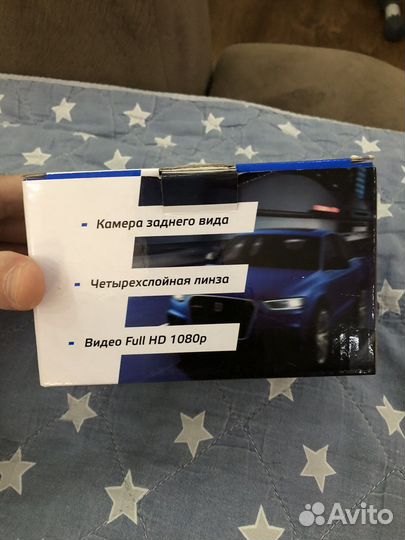 Камера заднего вида
Четырехслойная линза
Видео Full HD 1080p
Avito